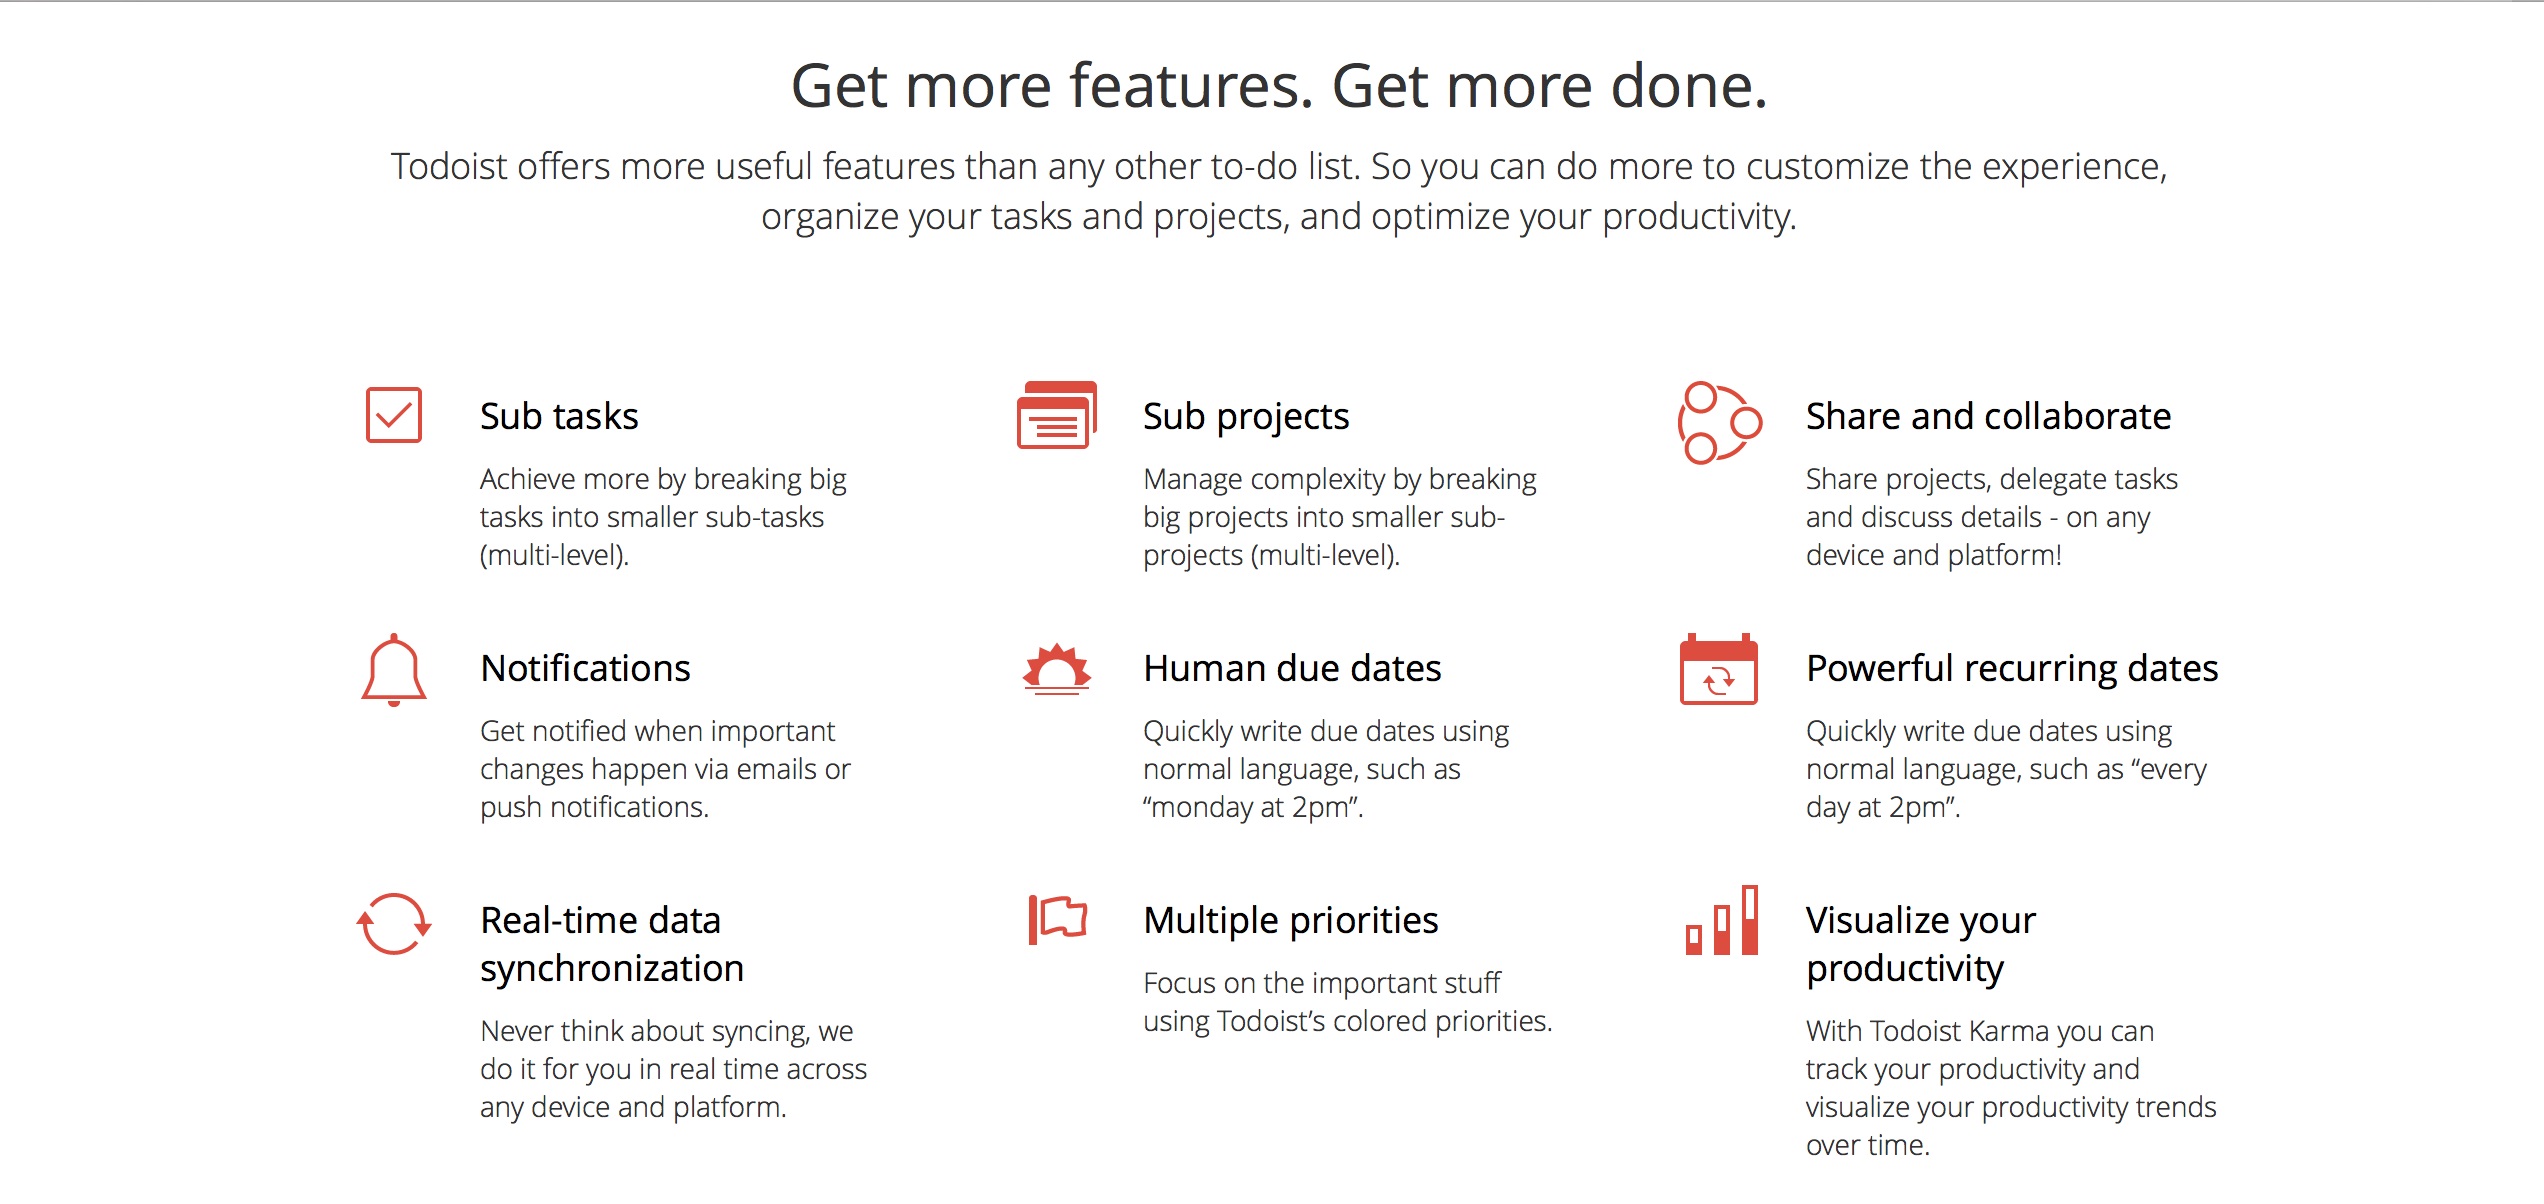 Get more features. Get more done.
Todoist offers more useful features than any other to-do list. So you can do more to customize the experience,
organize your tasks and projects, and optimize your productivity.
Sub tasks
Achieve more by breaking big
tasks into smaller sub-tasks
(multi-level).
Sub projects
Manage complexity by breaking
big projects into smaller sub-
projects (multi-level).
Share and collaborate
Share projects, delegate tasks
and discuss details - on any
device and platform!
Notifications
Get notified when important
changes happen via emails or
push notifications.
Human due dates
Quickly write due dates using
normal language, such as
“monday at 2pm”.
Powerful recurring dates
Quickly write due dates using
normal language, such as “every
day at 2pm”.
Real-time data
synchronization
Never think about syncing, we
do it for you in real time across
any device and platform.
Multiple priorities
Focus on the important stuff
using Todoist’s colored priorities.
Visualize your
productivity
With Todoist Karma you can
track your productivity and
visualize your productivity trends
over time.